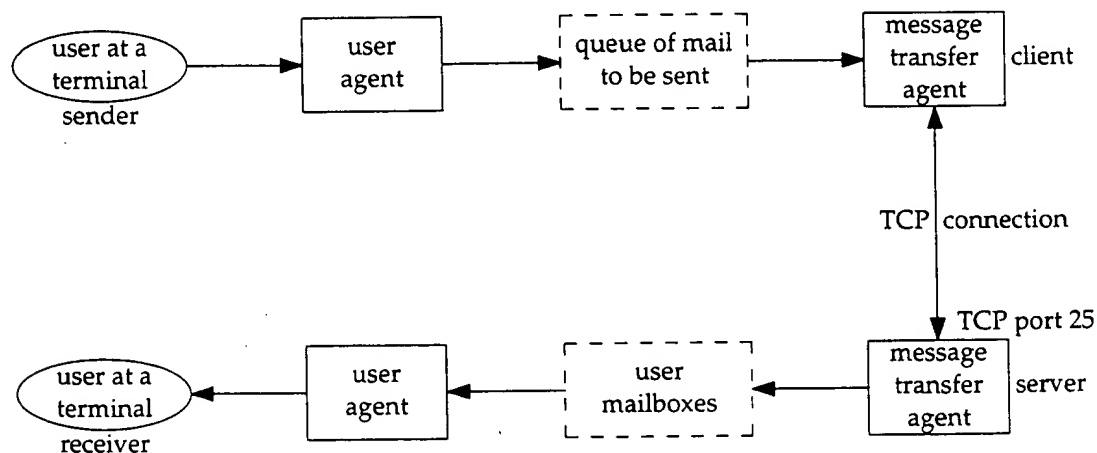 user at a
terminal
sender
user
agent
queue of mail
to be sent
message
transfer
agent
client
TCP connection
TCP port 25
user at a
terminal
receiver
user
agent
user
mailboxes
message
transfer
agent
server